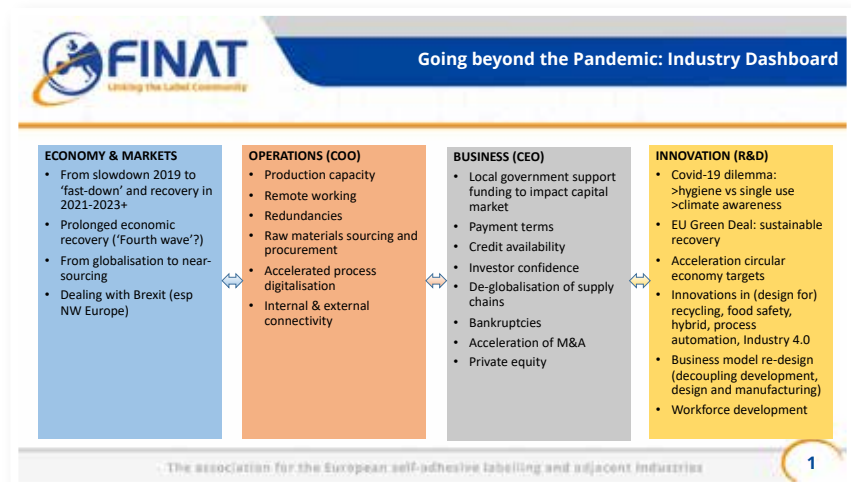 FINAT
Linking the Label Community
Going beyond the Pandemic: Industry Dashboard
ECONOMY & MARKETS
• From slowdown 2019 to
‘fast-down’ and recovery in
2021-2023+
• Prolonged economic
recovery (‘Fourth wave’?)
• From globalisation to near-
sourcing
• Dealing with Brexit (esp
NW Europe)
OPERATIONS (COO)
• Production capacity
• Remote working
• Redundancies
• Raw materials sourcing and
procurement
• Accelerated process
digitalisation
• Internal & external
connectivity
BUSINESS (CEO)
• Local government support
funding to impact capital
market
• Payment terms
• Credit availability
• Investor confidence
• De-globalisation of supply
chains
• Bankruptcies
• Acceleration of M&A
• Private equity
INNOVATION (R&D)
• Covid-19 dilemma:
>hygiene vs single use
>climate awareness
• EU Green Deal: sustainable
recovery
• Acceleration circular
economy targets
• Innovations in (design for)
recycling, food safety,
hybrid, process
automation, Industry 4.0
• Business model re-design
(decoupling development,
design and manufacturing)
• Workforce development
The association for the European self-adhesive labelling and adjacent industries
1